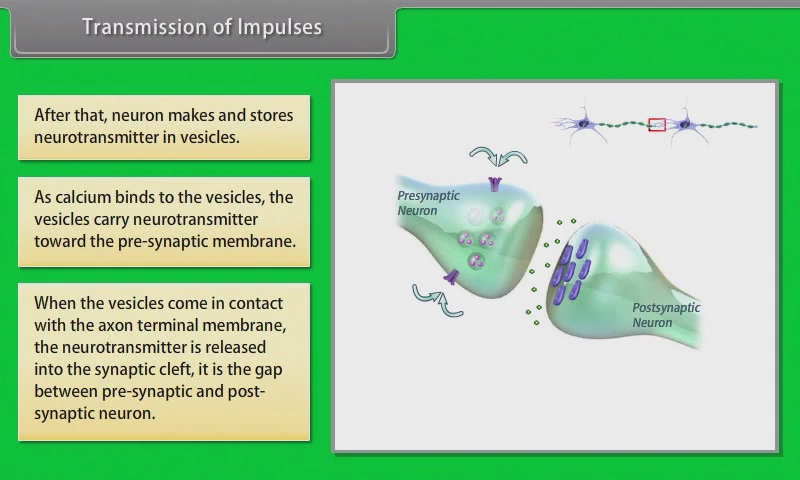 Transmission of Impulses
After that, neuron makes and stores
neurotransmitter in vesicles.
As calcium binds to the vesicles, the
vesicles carry neurotransmitter
toward the pre-synaptic membrane.
When the vesicles come in contact
with the axon terminal membrane,
the neurotransmitter is released
into the synaptic cleft, it is the gap
between pre-synaptic and post-
synaptic neuron.
Presynaptic
Neuron
Postsynaptic
Neuron